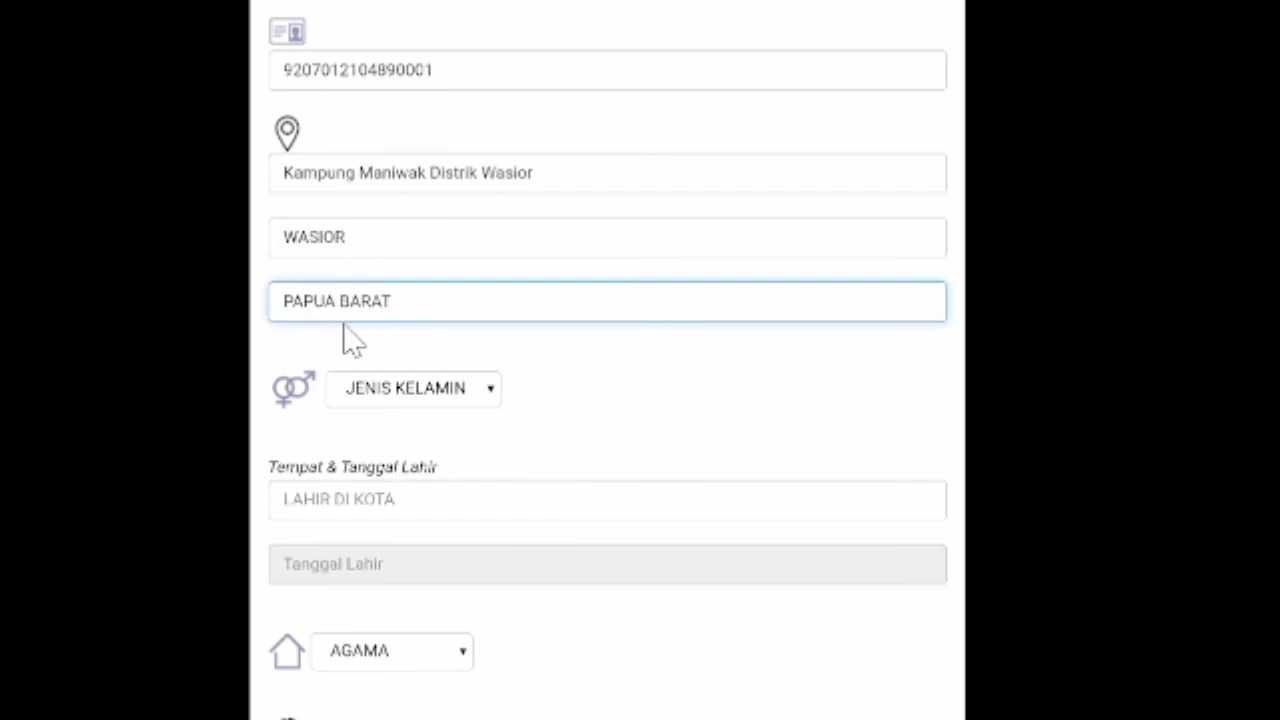 9207012104890001
Kampung Maniwak Distrik Wasior
WASIOR
PAPUA BARAT
JENIS KELAMIN
Tempat & Tanggal Lahir
LAHIR DI KOTA
Tanggal Lahir
AGAMA